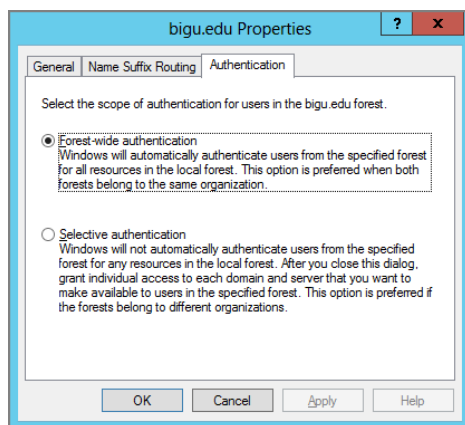 bigu.edu Properties
? x
General Name Suffix Routing Authentication
Select the scope of authentication for users in the bigu.edu forest.
Forest-wide authentication
Windows will automatically authenticate users from the specified forest
for all resources in the local forest. This option is preferred when both
forests belong to the same organization.
Selective authentication
Windows will not automatically authenticate users from the specified
forest for any resources in the local forest. After you close this dialog,
grant individual access to each domain and server that you want to
make available to users in the specified forest. This option is preferred if
the forests belong to different organizations.
OK Cancel Apply Help